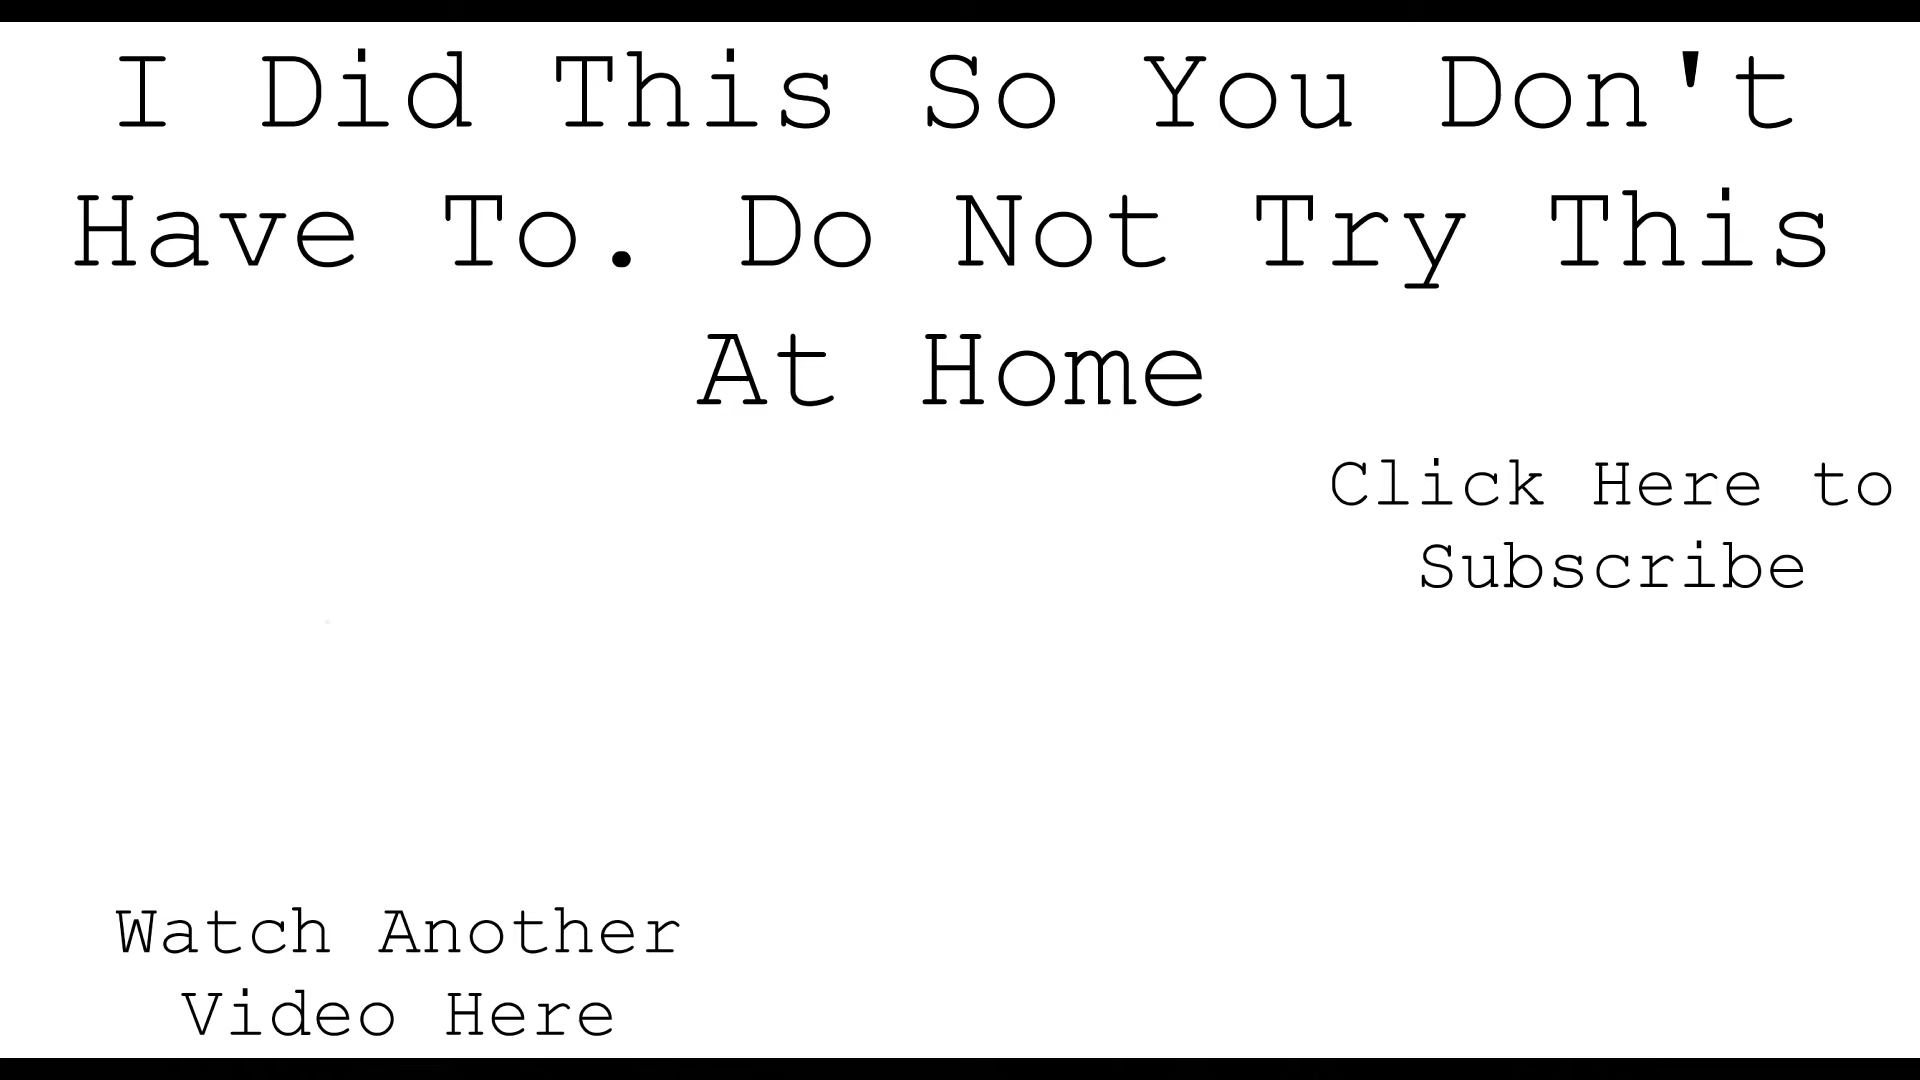 I Did This So You Don't
Have To. Do Not Try This
At Home
Click Here to
Subscribe
Watch Another
Video Here